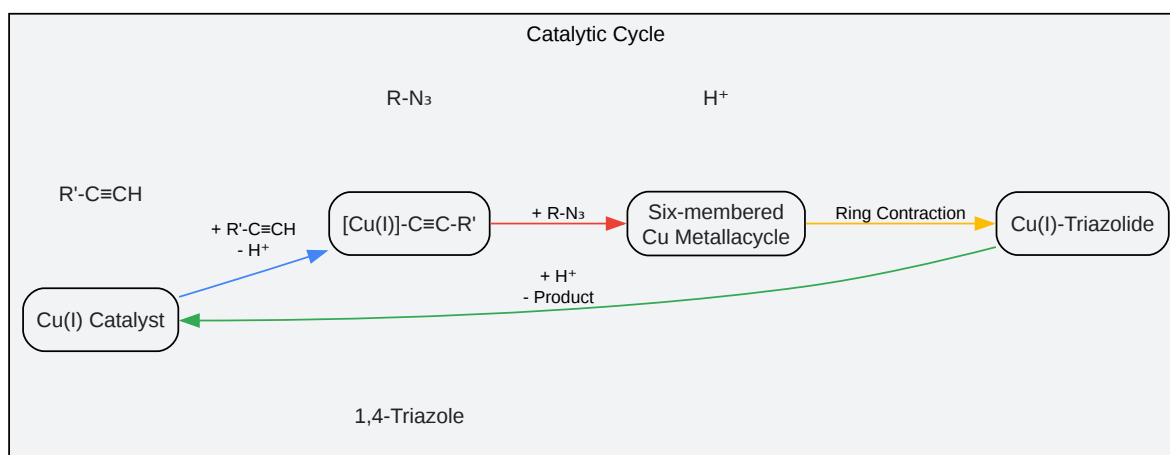 Catalytic Cycle
R-N₃
H⁺
R'-C≡CH
+ R'-C≡CH
- H⁺
[Cu(I)]-C≡C-R'
+ R-N₃
Six-membered
Cu Metallacycle
Ring Contraction
Cu(I)-Triazolide
+ H⁺
- Product
Cu(I) Catalyst
1,4-Triazole